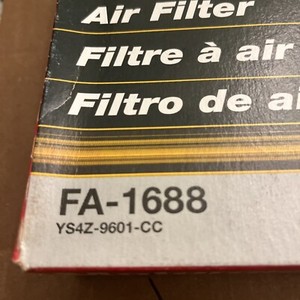 Air Filter
Filtre à air
Filtro de ai
FA-1688
YS4Z-9601-CC